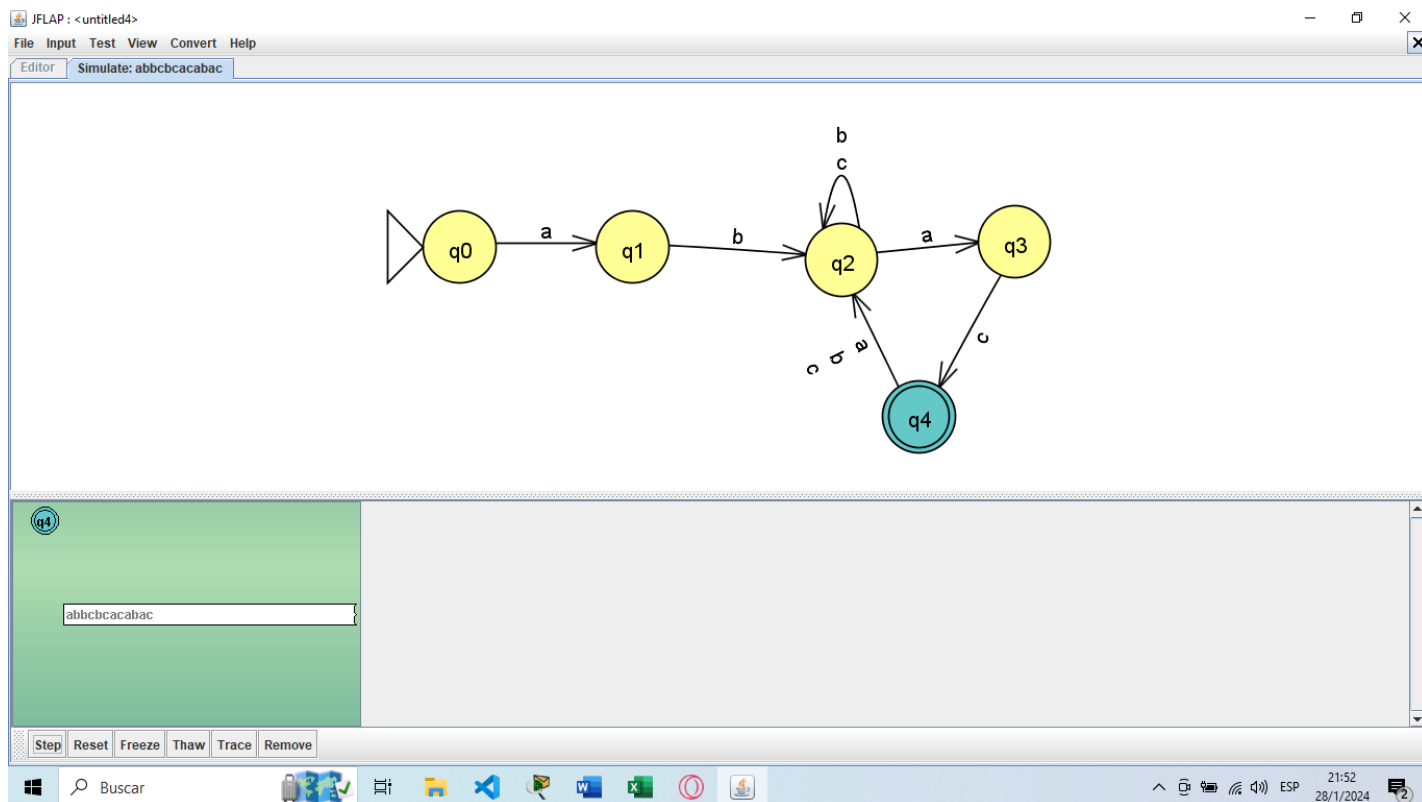 JFLAP : <untitled4>
File Input Test View Convert Help
Editor Simulate: abbcbcacabac
b
c
q0 a q1 b q2 a q3
a b c
c
q4
q4
abbcbcacabac
Step Reset Freeze Thaw Trace Remove
Buscar
ESP
21:52
28/1/2024
2